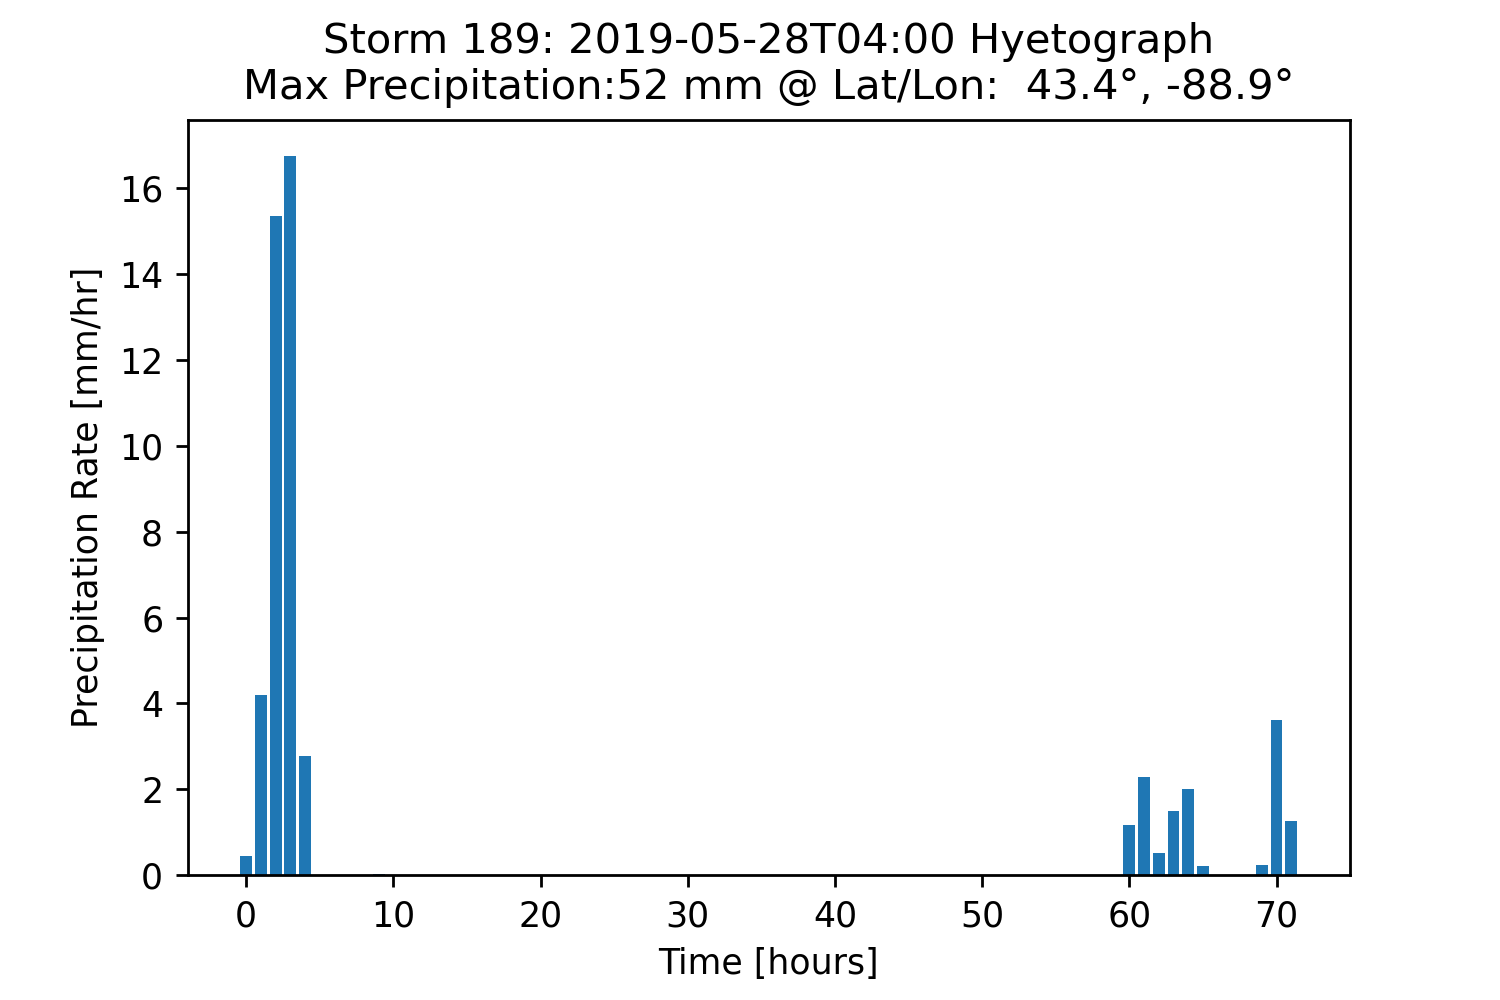 Storm 189: 2019-05-28T04:00 Hyetograph
Max Precipitation:52 mm @ Lat/Lon:  43.4°, -88.9°
Precipitation Rate [mm/hr]
16
14
12
10
8
6
4
2
0
0 10 20 30 40 50 60 70
Time [hours]